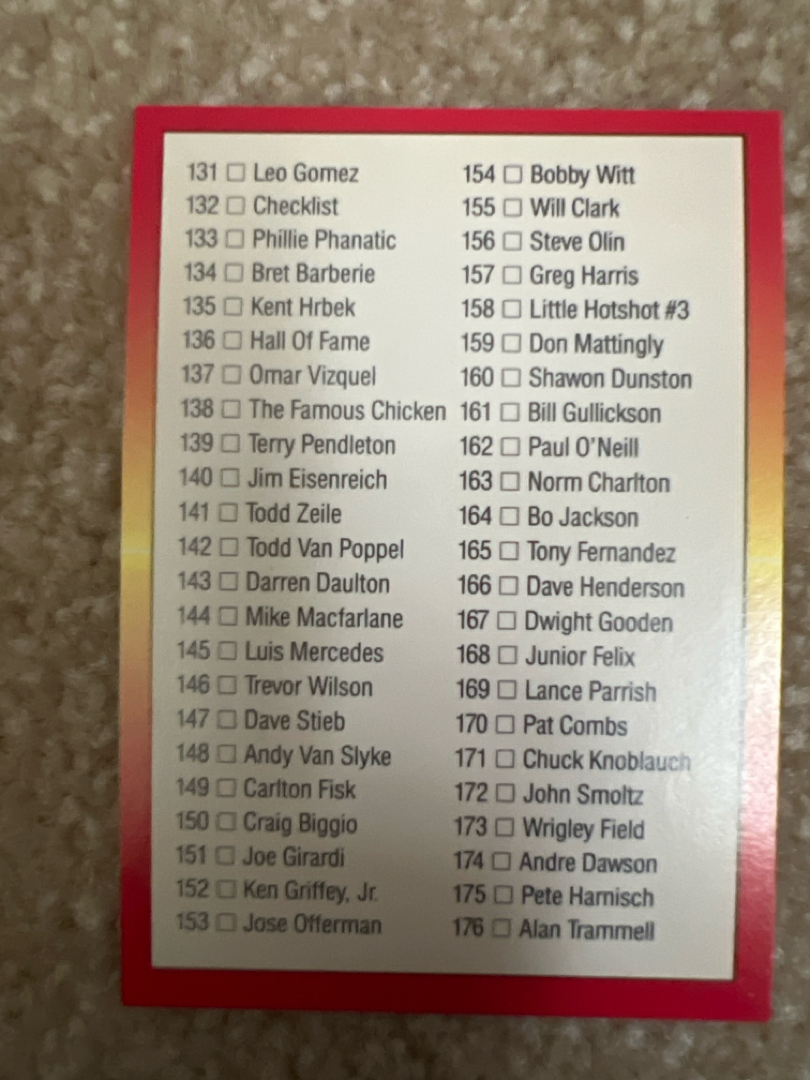 131 ☐ Leo Gomez
132 ☐ Checklist
133 ☐ Phillie Phanatic
134 ☐ Bret Barberie
135 ☐ Kent Hrbek
136 ☐ Hall Of Fame
137 ☐ Omar Vizquel
138 ☐ The Famous Chicken
139 ☐ Terry Pendleton
140 ☐ Jim Eisenreich
141 ☐ Todd Zeile
142 ☐ Todd Van Poppel
143 ☐ Darren Daulton
144 ☐ Mike Macfarlane
145 ☐ Luis Mercedes
146 ☐ Trevor Wilson
147 ☐ Dave Stieb
148 ☐ Andy Van Slyke
149 ☐ Carlton Fisk
150 ☐ Craig Biggio
151 ☐ Joe Girardi
152 ☐ Ken Griffey, Jr.
153 ☐ Jose Offerman
154 ☐ Bobby Witt
155 ☐ Will Clark
156 ☐ Steve Olin
157 ☐ Greg Harris
158 ☐ Little Hotshot #3
159 ☐ Don Mattingly
160 ☐ Shawon Dunston
161 ☐ Bill Gullickson
162 ☐ Paul O'Neill
163 ☐ Norm Charlton
164 ☐ Bo Jackson
165 ☐ Tony Fernandez
166 ☐ Dave Henderson
167 ☐ Dwight Gooden
168 ☐ Junior Felix
169 ☐ Lance Parrish
170 ☐ Pat Combs
171 ☐ Chuck Knoblauch
172 ☐ John Smoltz
173 ☐ Wrigley Field
174 ☐ Andre Dawson
175 ☐ Pete Harnisch
176 ☐ Alan Trammell